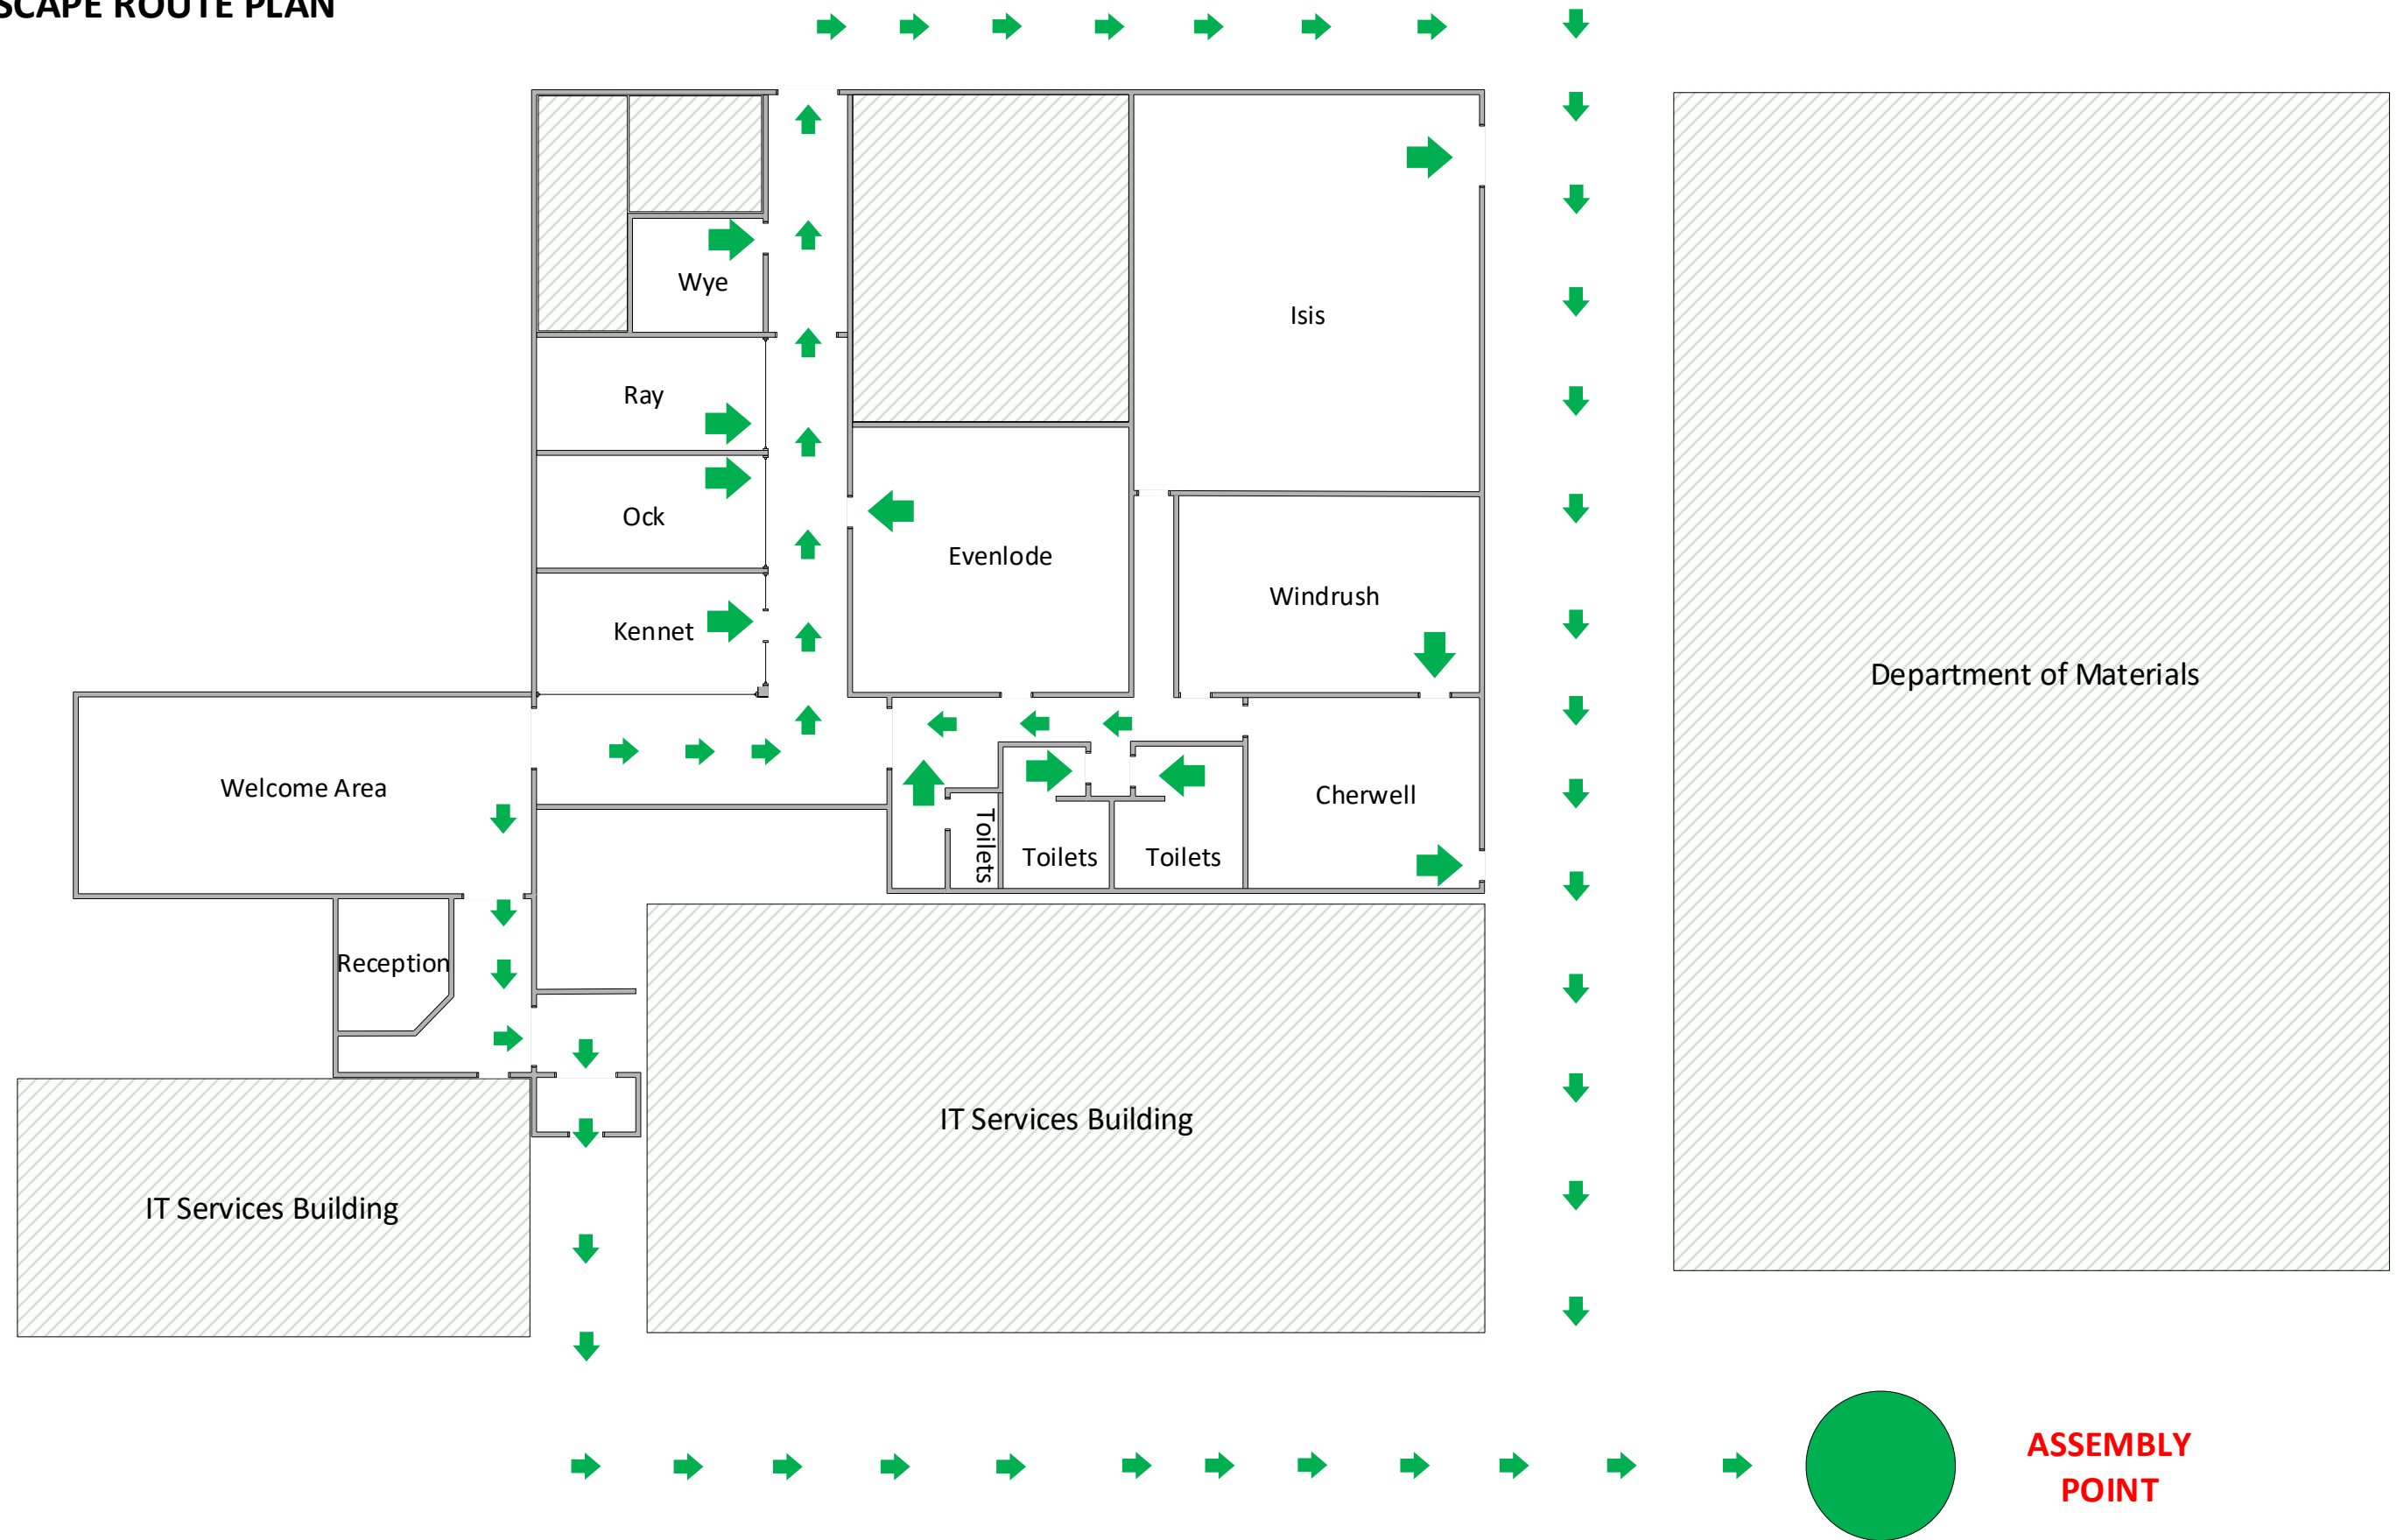 SCAPE ROUTE PLAN
Wye
Isis
Ray
Ock
Evenlode
Windrush
Kennet
Department of Materials
Welcome Area
Cherwell
Toilets
Toilets
Toilets
Reception
IT Services Building
IT Services Building
ASSEMBLY
POINT